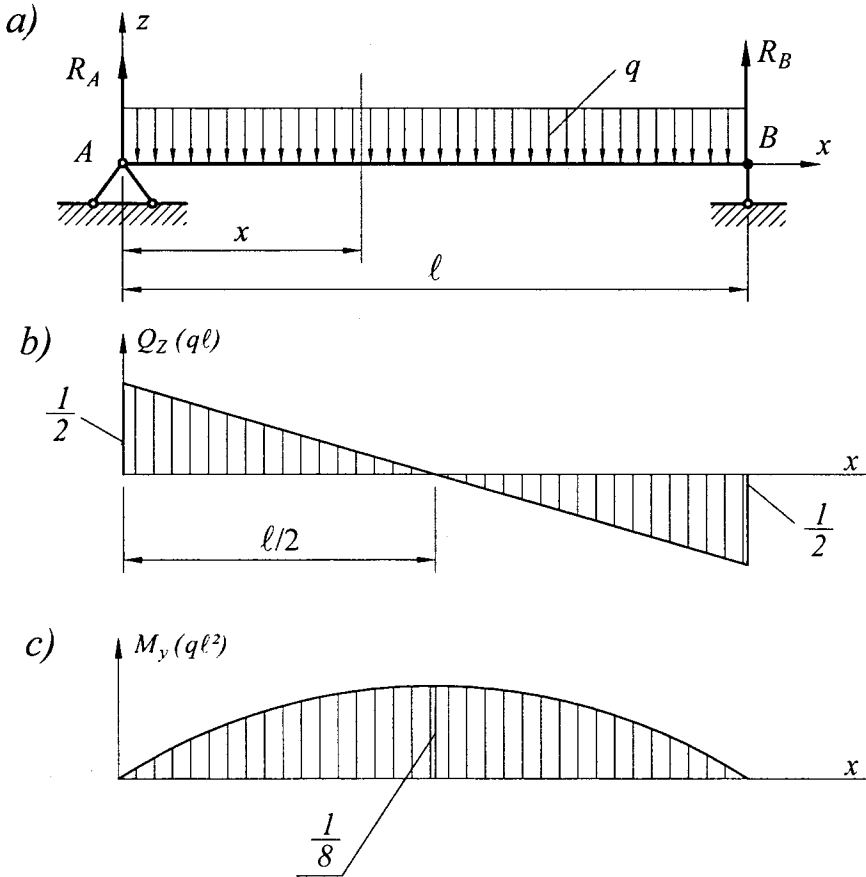 a)
z
R_A
q
R_B
A
B
x
x
ℓ
b)
Q_z (qℓ)
1/2
x
ℓ/2
1/2
c)
M_y (qℓ²)
x
1/8